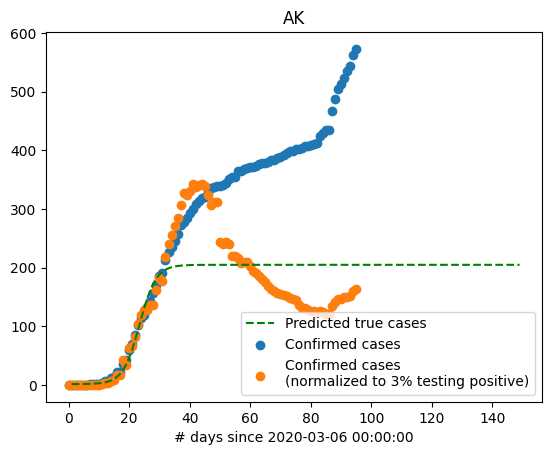 AK
600
500
400
300
200
100
0
Predicted true cases
Confirmed cases
Confirmed cases
(normalized to 3% testing positive)
0 20 40 60 80 100 120 140
# days since 2020-03-06 00:00:00